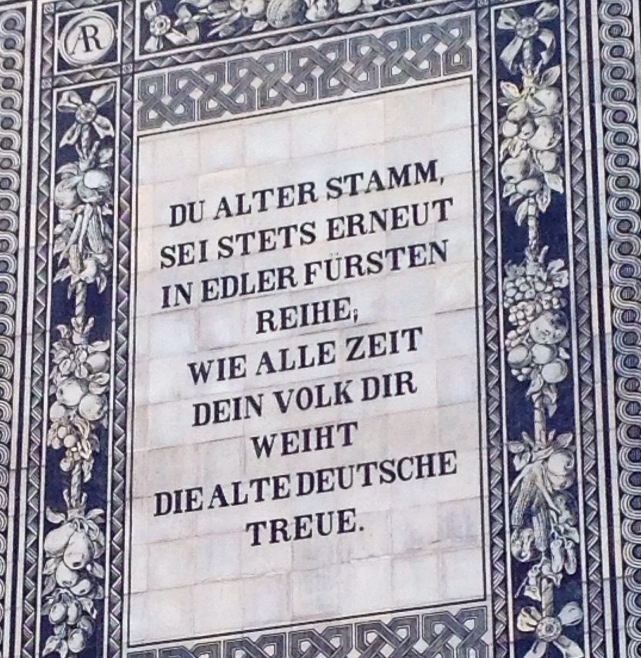 AR
DU ALTER STAMM,
SEI STETS ERNEUT
IN EDLER FÜRSTEN
REIHE;
WIE ALLE ZEIT
DEIN VOLK DIR
WEIHT
DIE ALTE DEUTSCHE
TREUE.